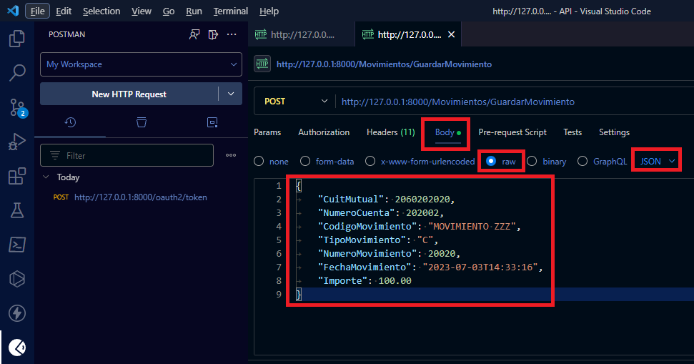 File Edit Selection View Go Run Terminal Help
http://127.0.0.... - API - Visual Studio Code
POSTMAN
My Workspace
New HTTP Request
Filter
Today
POST http://127.0.0.1:8000/oauth2/token
2
http://127.0.0....
http://127.0.0....
http://127.0.0.1:8000/Movimientos/GuardarMovimiento
POST
http://127.0.0.1:8000/Movimientos/GuardarMovimiento
Params Authorization Headers (11) Body Pre-request Script Tests Settings
none form-data x-www-form-urlencoded raw binary GraphQL JSON
1 {
2 "CuitMutual": 2060202020,
3 "NumeroCuenta": 202002,
4 "CodigoMovimiento": "MOVIMIENTO ZZZ",
5 "TipoMovimiento": "C",
6 "NumeroMovimiento": 20020,
7 "FechaMovimiento": "2023-07-03T14:33:16",
8 "Importe": 100.00
9 }